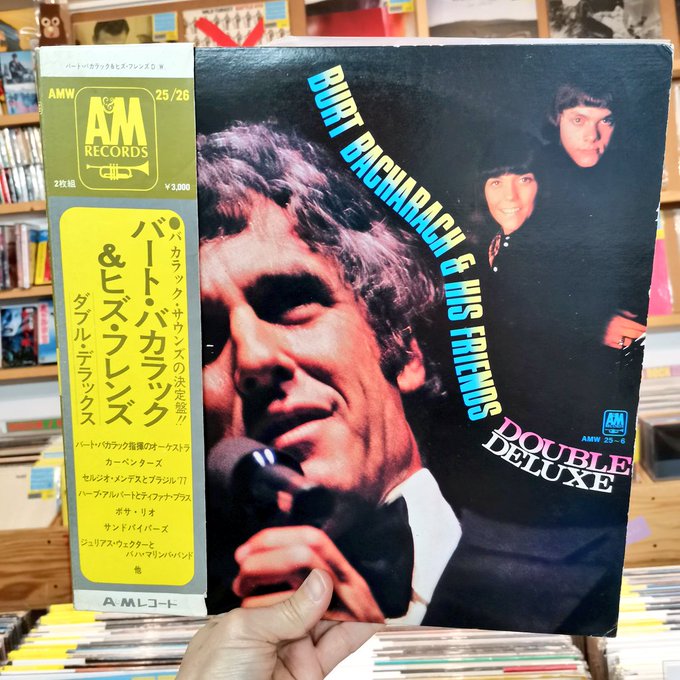 バート・バカラック&ヒズ・フレンズD.W.
AMW 25/26
A&M
RECORDS
2枚組
¥3,000
●バカラック・サウンズの決定盤!!
バート・バカラック
&ヒズ・フレンズ
ダブル・デラックス
バート・バカラック指揮のオーケストラ
カーペンターズ
セルジオ・メンデスとブラジル'77
ハーブ・アルパートとティファナ・ブラス
ボサ・リオ
サンドパイパーズ
ジュリアス・ウェクターと
バハ・マリンバ・バンド
他
A&Mレコード
BURT BACHARACH & HIS FRIENDS
DOUBLE
DELUXE
A&M
RECORDS
AMW 25~6